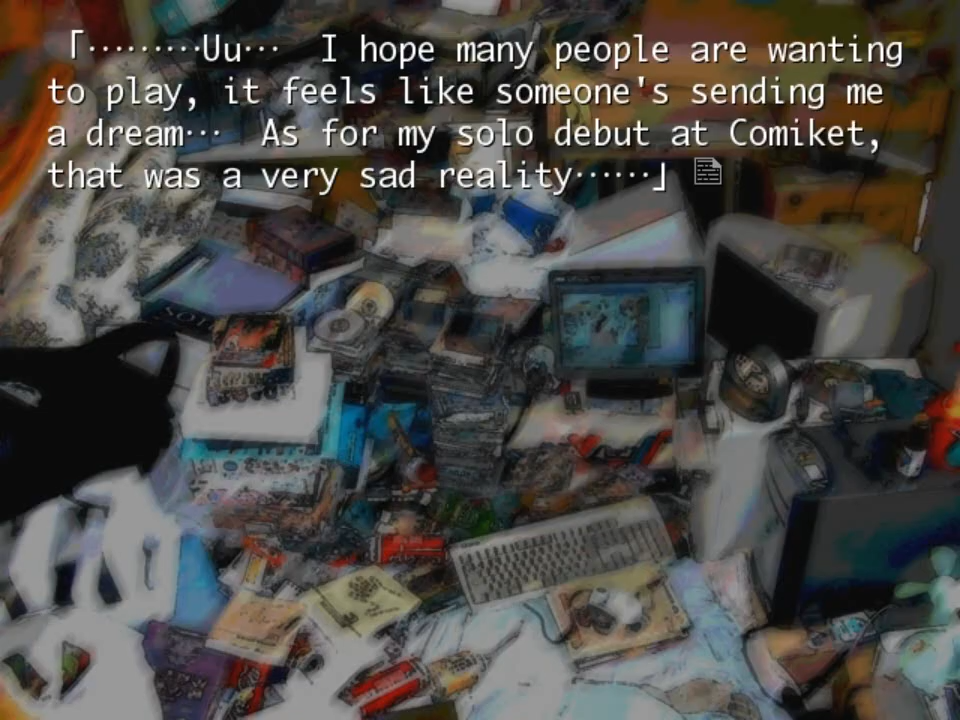 「………Uu…  I hope many people are wanting
to play, it feels like someone's sending me
a dream…  As for my solo debut at Comiket,
that was a very sad reality……」